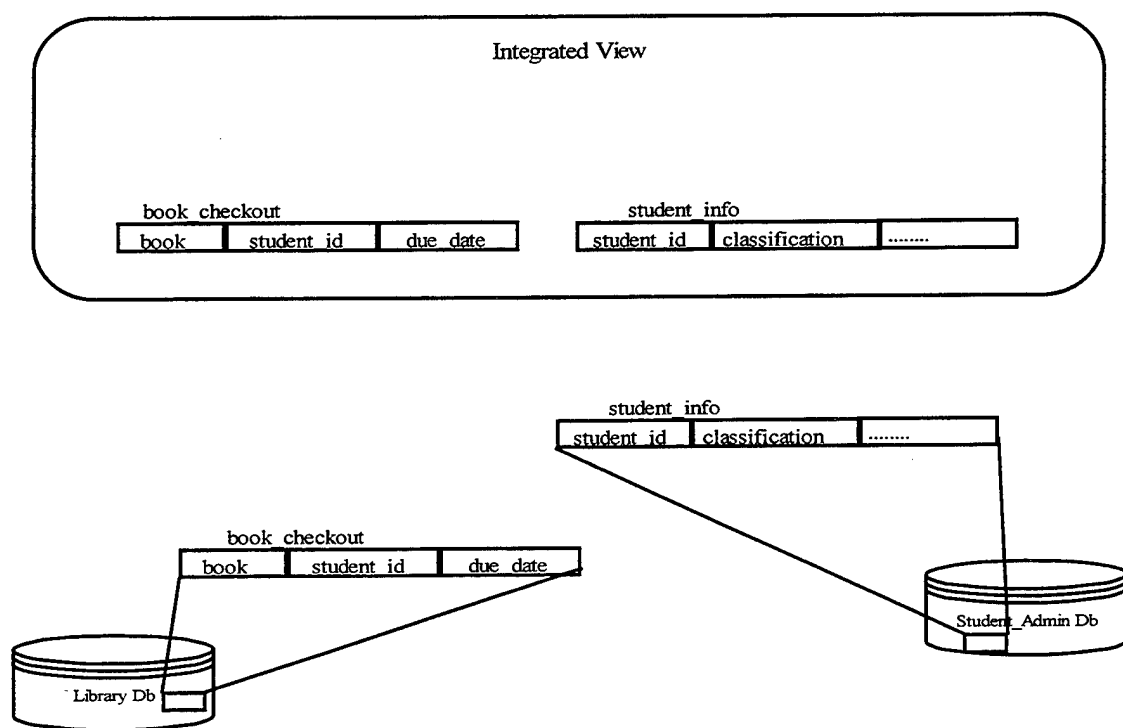 Integrated View
book_checkout
book student_id due_date
student_info
student_id classification ........
student_info
student_id classification ........
book_checkout
book student_id due_date
Student_Admin Db
Library Db